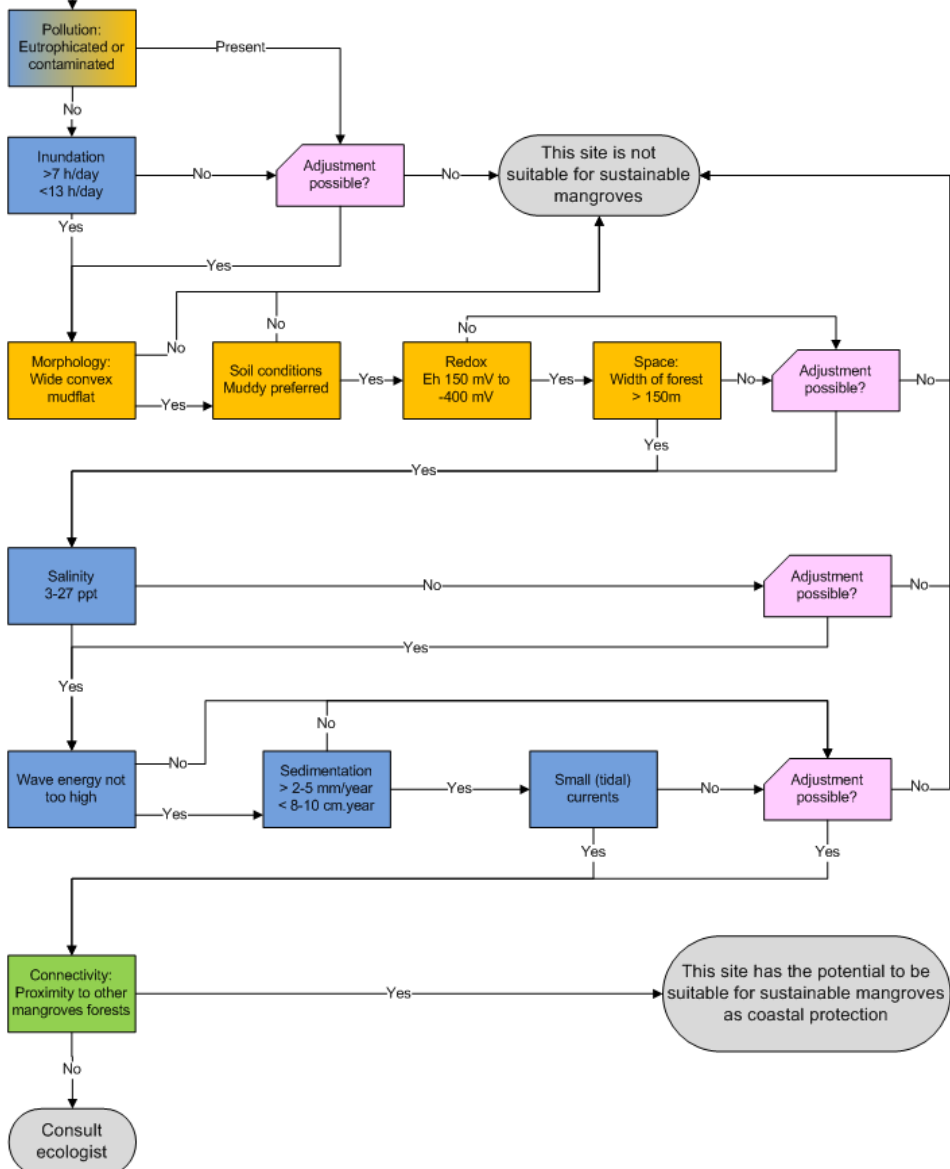 Pollution:
Eutrophicated or
contaminated
Present
No
Inundation
>7 h/day
<13 h/day
No
Adjustment
possible?
No
This site is not
suitable for sustainable
mangroves
Yes
Yes
Morphology:
Wide convex
mudflat
No
Yes
No
Soil conditions
Muddy preferred
Yes
No
Redox
Eh 150 mV to
-400 mV
Yes
Space:
Width of forest
> 150m
No
Adjustment
possible?
No
Yes
Yes
Salinity
3-27 ppt
No
Adjustment
possible?
No
Yes
Yes
Wave energy not
too high
No
Yes
No
Sedimentation
> 2-5 mm/year
< 8-10 cm.year
Yes
Small (tidal)
currents
No
Adjustment
possible?
No
Yes
Yes
Connectivity:
Proximity to other
mangroves forests
Yes
This site has the potential to be
suitable for sustainable mangroves
as coastal protection
No
Consult
ecologist